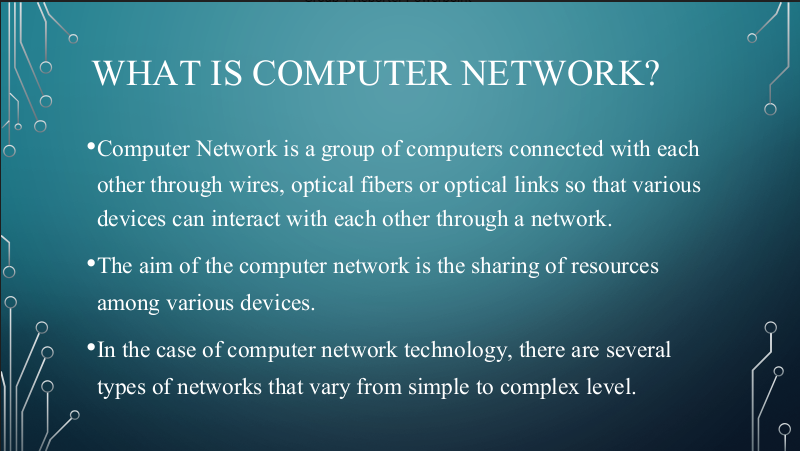 WHAT IS COMPUTER NETWORK?
•Computer Network is a group of computers connected with each
other through wires, optical fibers or optical links so that various
devices can interact with each other through a network.
•The aim of the computer network is the sharing of resources
among various devices.
•In the case of computer network technology, there are several
types of networks that vary from simple to complex level.